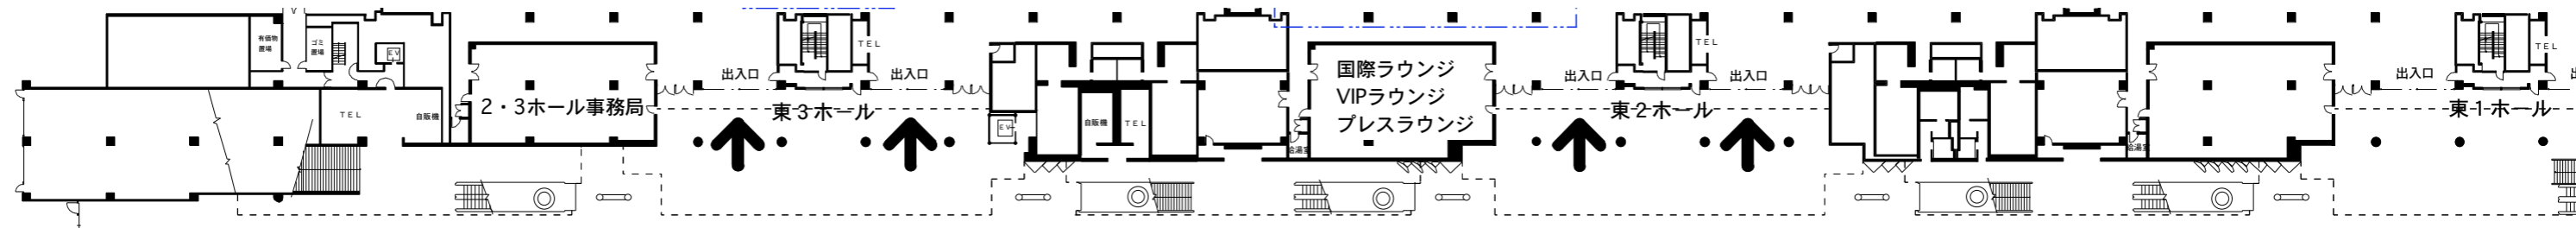 有価物
置場
ゴミ
置場
EV
TEL
自販機
2・3ホール事務局
出入口
TEL
出入口
東3ホール
EV
自販機
TEL
給湯室
国際ラウンジ
VIPラウンジ
プレスラウンジ
出入口
TEL
出入口
東2ホール
給湯室
出入口
TEL
東1ホール